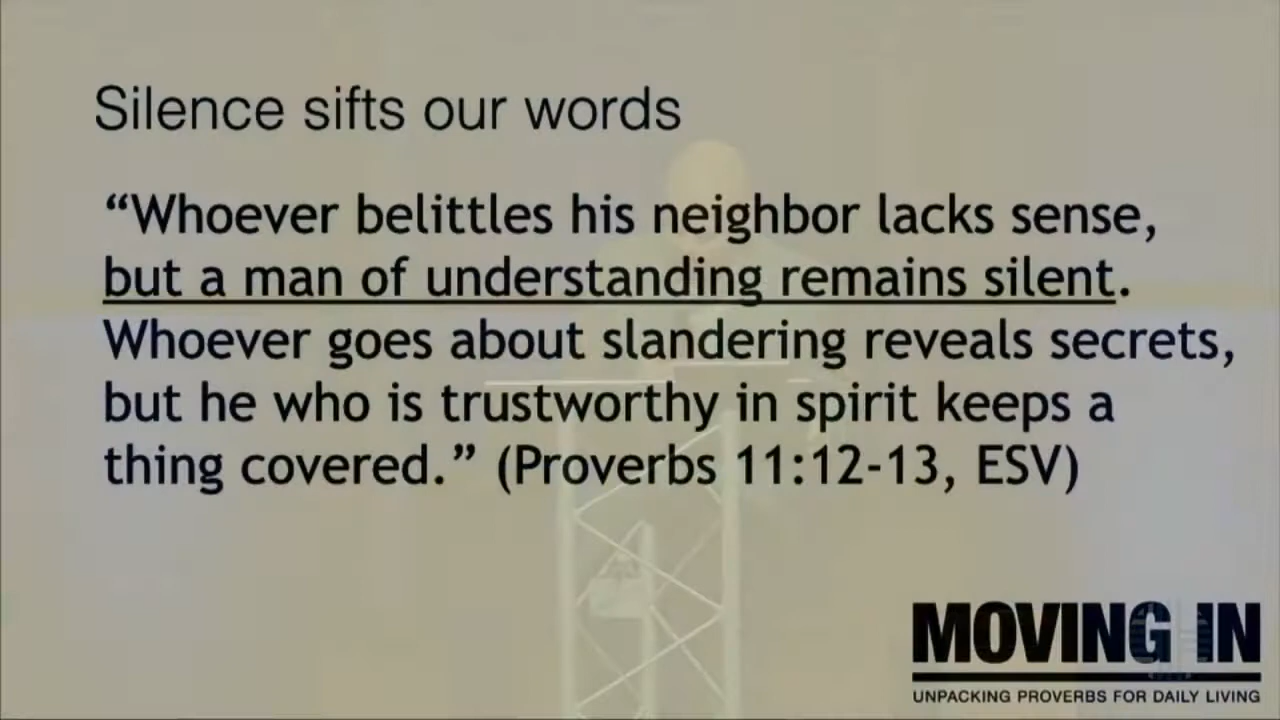 Silence sifts our words
“Whoever belittles his neighbor lacks sense,
but a man of understanding remains silent.
Whoever goes about slandering reveals secrets,
but he who is trustworthy in spirit keeps a
thing covered.” (Proverbs 11:12-13, ESV)
MOVING IN
UNPACKING PROVERBS FOR DAILY LIVING